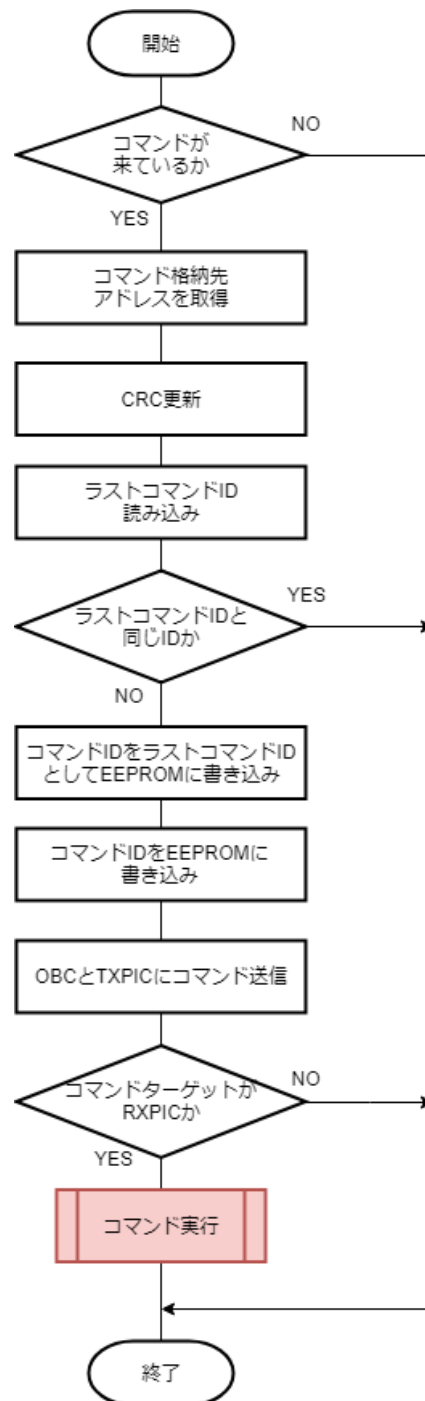 開始
コマンドが
来ているか
NO
YES
コマンド格納先
アドレスを取得
CRC更新
ラストコマンドID
読み込み
ラストコマンドIDと
同じIDか
YES
NO
コマンドIDをラストコマンドID
としてEEPROMに書き込み
コマンドIDをEEPROMに
書き込み
OBCとTXPICにコマンド送信
コマンドターゲットが
RXPICか
NO
YES
コマンド実行
終了